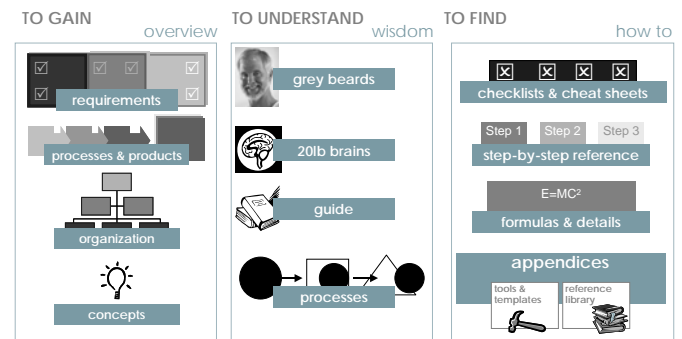 TO GAIN
overview
requirements
processes & products
organization
concepts
TO UNDERSTAND
wisdom
grey beards
20lb brains
guide
processes
TO FIND
how to
checklists & cheat sheets
Step 1
Step 2
Step 3
step-by-step reference
E=MC²
formulas & details
appendices
tools &
templates
reference
library